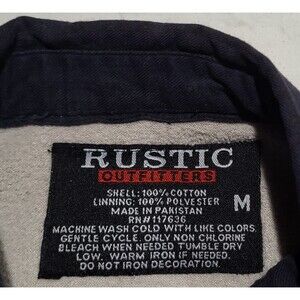 RUSTIC
OUTFITTERS
SHELL: 100% COTTON
LINNING: 100% POLYESTER
MADE IN PAKISTAN
M
RN#117636
MACHINE WASH COLD WITH LIKE COLORS
GENTLE CYCLE. ONLY NON CHLORINE
BLEACH WHEN NEEDED TUMBLE DRY
LOW. WARM IRON IF NEEDED.
DO NOT IRON DECORATION.